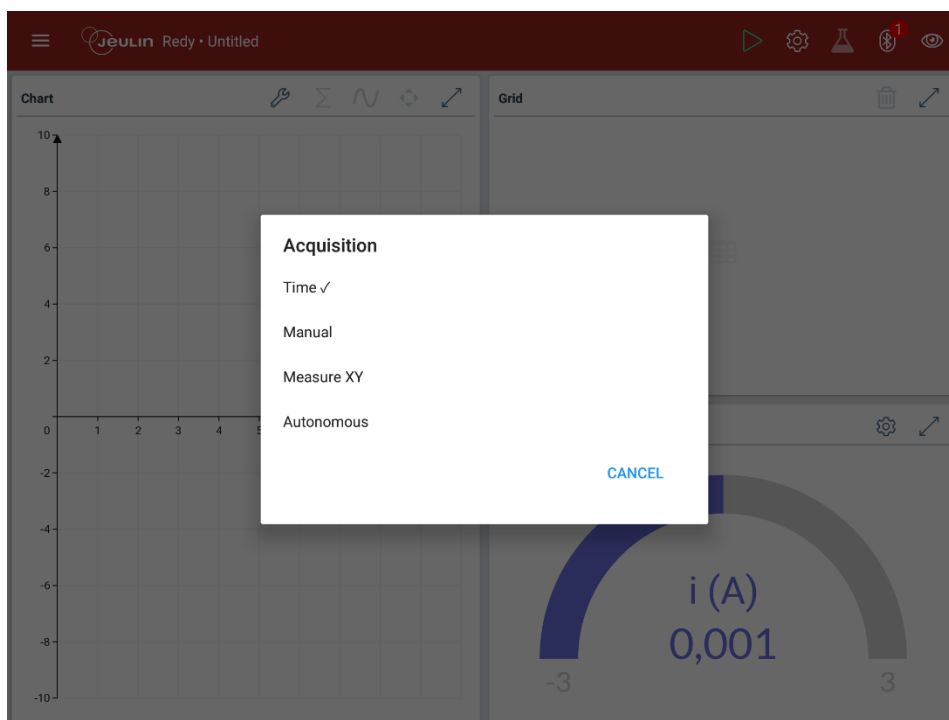 Jeulin Redy • Untitled
1
Chart
Grid
10
8
6
4
2
0
1 2 3 4 5
-2
-4
-6
-8
-10
Acquisition
Time ✓
Manual
Measure XY
Autonomous
CANCEL
i (A)
0,001
-3 3